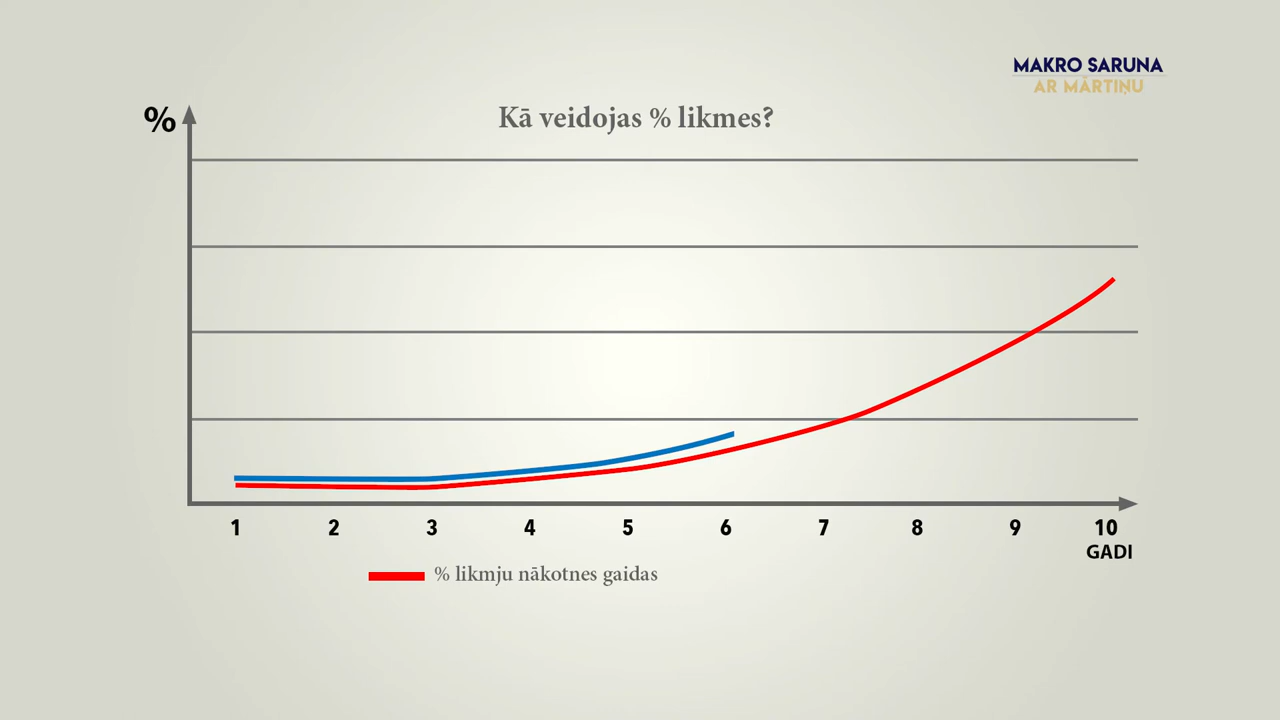 MAKRO SARUNA
AR MĀRTIŅU
%
Kā veidojas % likmes?
1 2 3 4 5 6 7 8 9 10
GADI
% likmju nākotnes gaidas